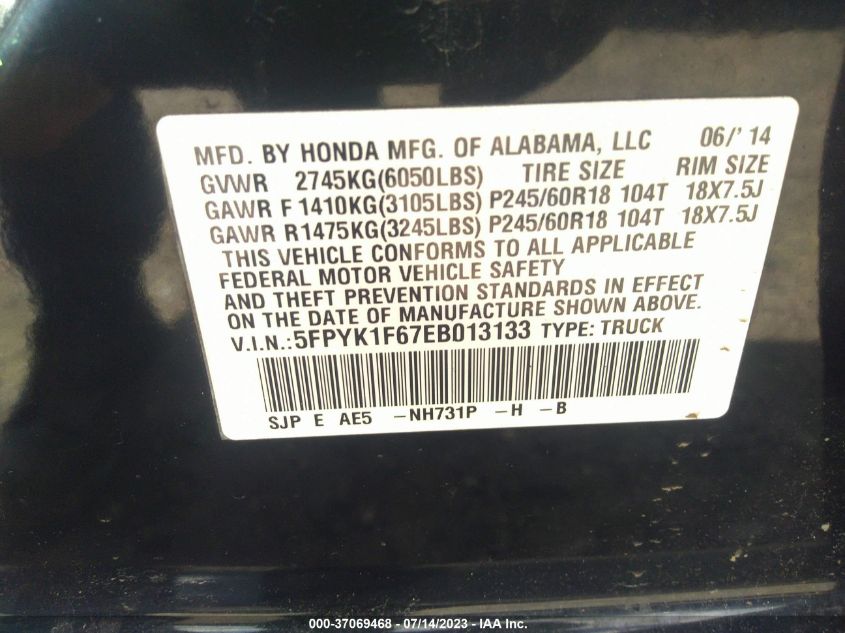 MFD. BY HONDA MFG. OF ALABAMA, LLC 06/'14
GVWR 2745KG(6050LBS) TIRE SIZE RIM SIZE
GAWR F 1410KG(3105LBS) P245/60R18 104T 18X7.5J
GAWR R1475KG(3245LBS) P245/60R18 104T 18X7.5J
THIS VEHICLE CONFORMS TO ALL APPLICABLE
FEDERAL MOTOR VEHICLE SAFETY
AND THEFT PREVENTION STANDARDS IN EFFECT
ON THE DATE OF MANUFACTURE SHOWN ABOVE.
V.I.N.:5FPYK1F67EB013133 TYPE: TRUCK
SJP E AE5 -NH731P -H -B
000-37069468 - 07/14/2023 - IAA Inc.